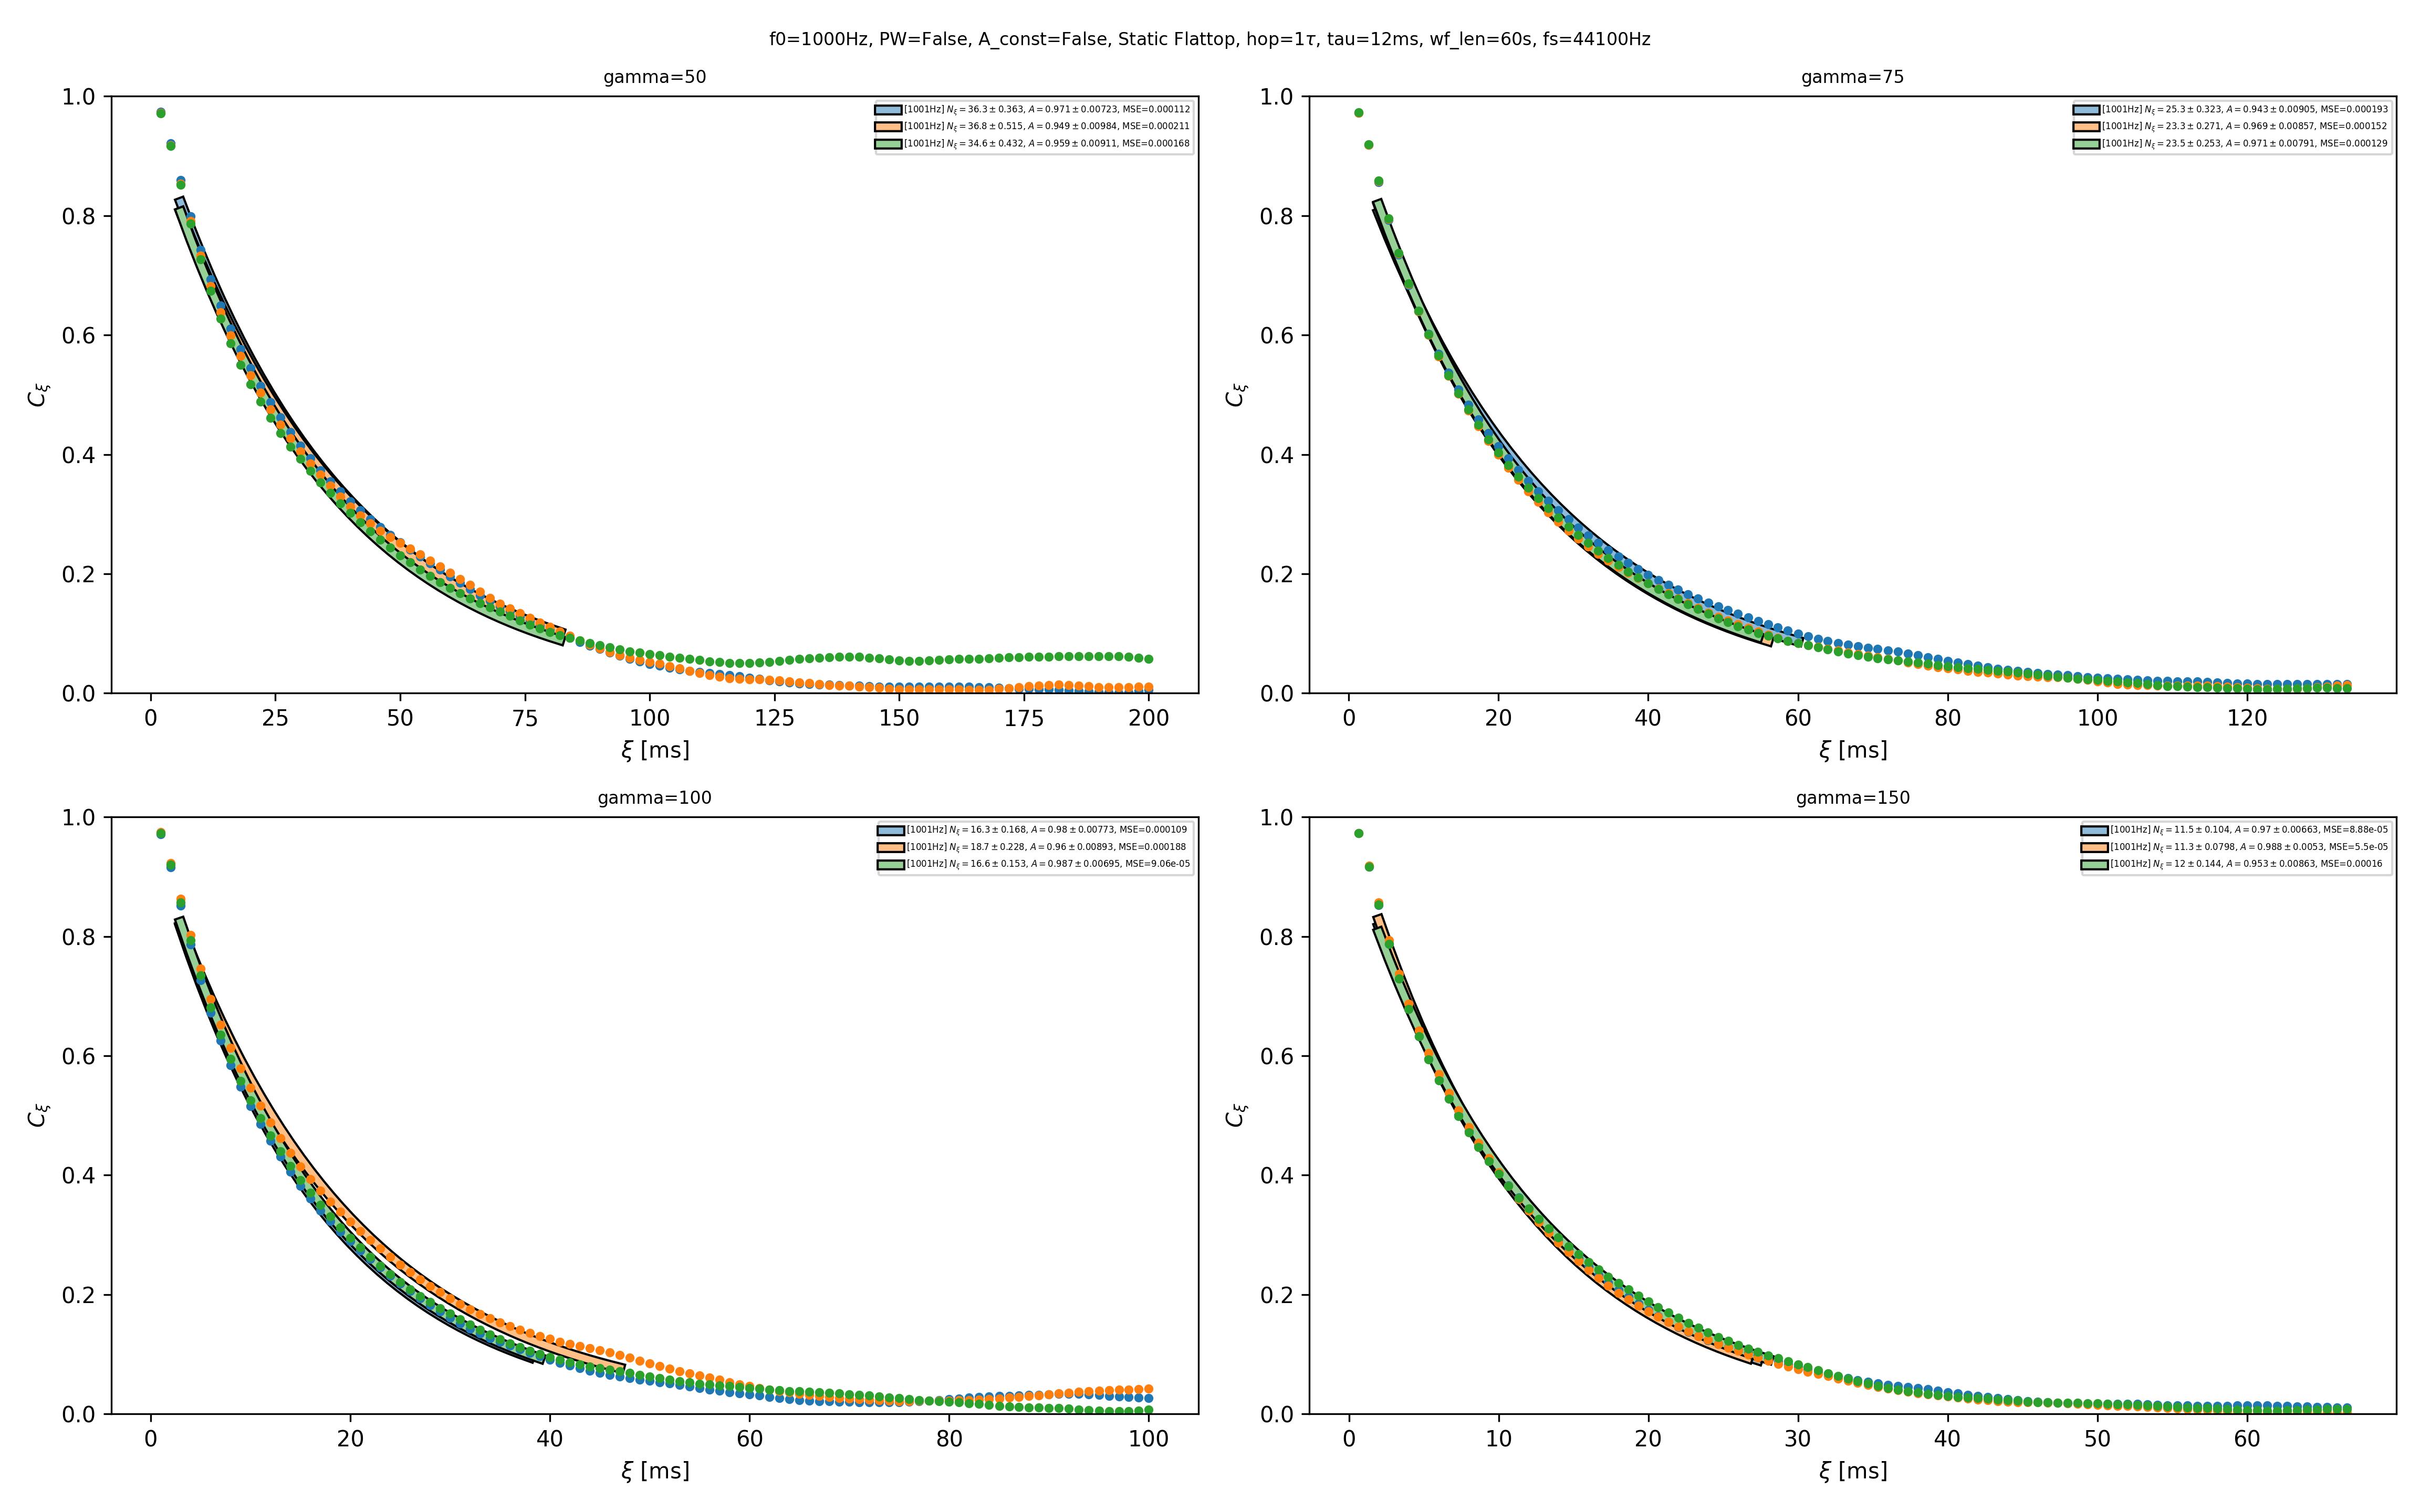 f0=1000Hz, PW=False, A_const=False, Static Flattop, hop=1τ, tau=12ms, wf_len=60s, fs=44100Hz
gamma=50
1.0
0.8
0.6
0.4
0.2
0.0
C_ξ
[1001Hz] N_ξ = 36.3 ± 0.363, A = 0.971 ± 0.00723, MSE=0.000112
[1001Hz] N_ξ = 36.8 ± 0.515, A = 0.949 ± 0.00984, MSE=0.000211
[1001Hz] N_ξ = 34.6 ± 0.432, A = 0.959 ± 0.00911, MSE=0.000168
0 25 50 75 100 125 150 175 200
ξ [ms]
gamma=75
1.0
0.8
0.6
0.4
0.2
0.0
C_ξ
[1001Hz] N_ξ = 25.3 ± 0.323, A = 0.943 ± 0.00905, MSE=0.000193
[1001Hz] N_ξ = 23.3 ± 0.271, A = 0.969 ± 0.00857, MSE=0.000152
[1001Hz] N_ξ = 23.5 ± 0.253, A = 0.971 ± 0.00791, MSE=0.000129
0 20 40 60 80 100 120
ξ [ms]
gamma=100
1.0
0.8
0.6
0.4
0.2
0.0
C_ξ
[1001Hz] N_ξ = 16.3 ± 0.168, A = 0.98 ± 0.00773, MSE=0.000109
[1001Hz] N_ξ = 18.7 ± 0.228, A = 0.96 ± 0.00893, MSE=0.000188
[1001Hz] N_ξ = 16.6 ± 0.153, A = 0.987 ± 0.00695, MSE=9.06e-05
0 20 40 60 80 100
ξ [ms]
gamma=150
1.0
0.8
0.6
0.4
0.2
0.0
C_ξ
[1001Hz] N_ξ = 11.5 ± 0.104, A = 0.97 ± 0.00663, MSE=8.88e-05
[1001Hz] N_ξ = 11.3 ± 0.0798, A = 0.988 ± 0.0053, MSE=5.5e-05
[1001Hz] N_ξ = 12 ± 0.144, A = 0.953 ± 0.00863, MSE=0.00016
0 10 20 30 40 50 60
ξ [ms]